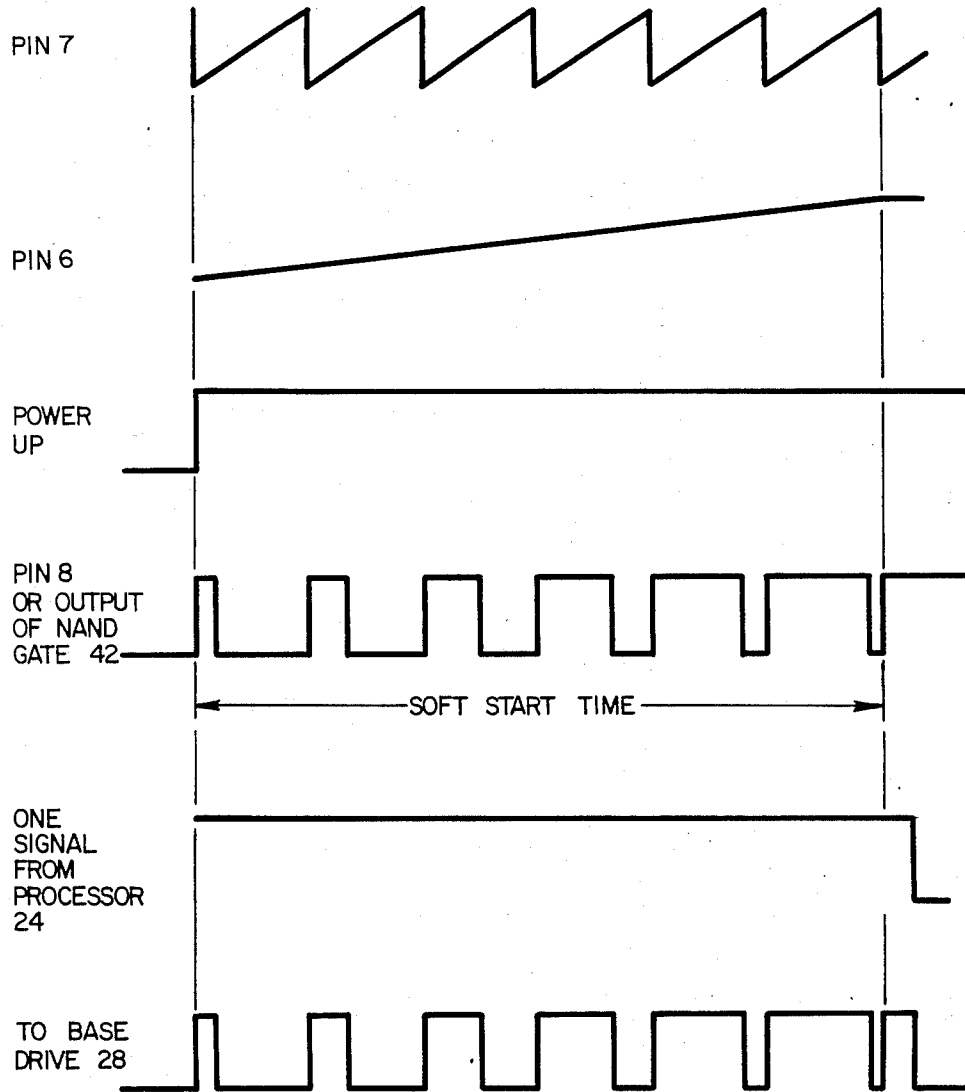 PIN 7
PIN 6
POWER
UP
PIN 8
OR OUTPUT
OF NAND
GATE 42
SOFT START TIME
ONE
SIGNAL
FROM
PROCESSOR
24
TO BASE
DRIVE 28